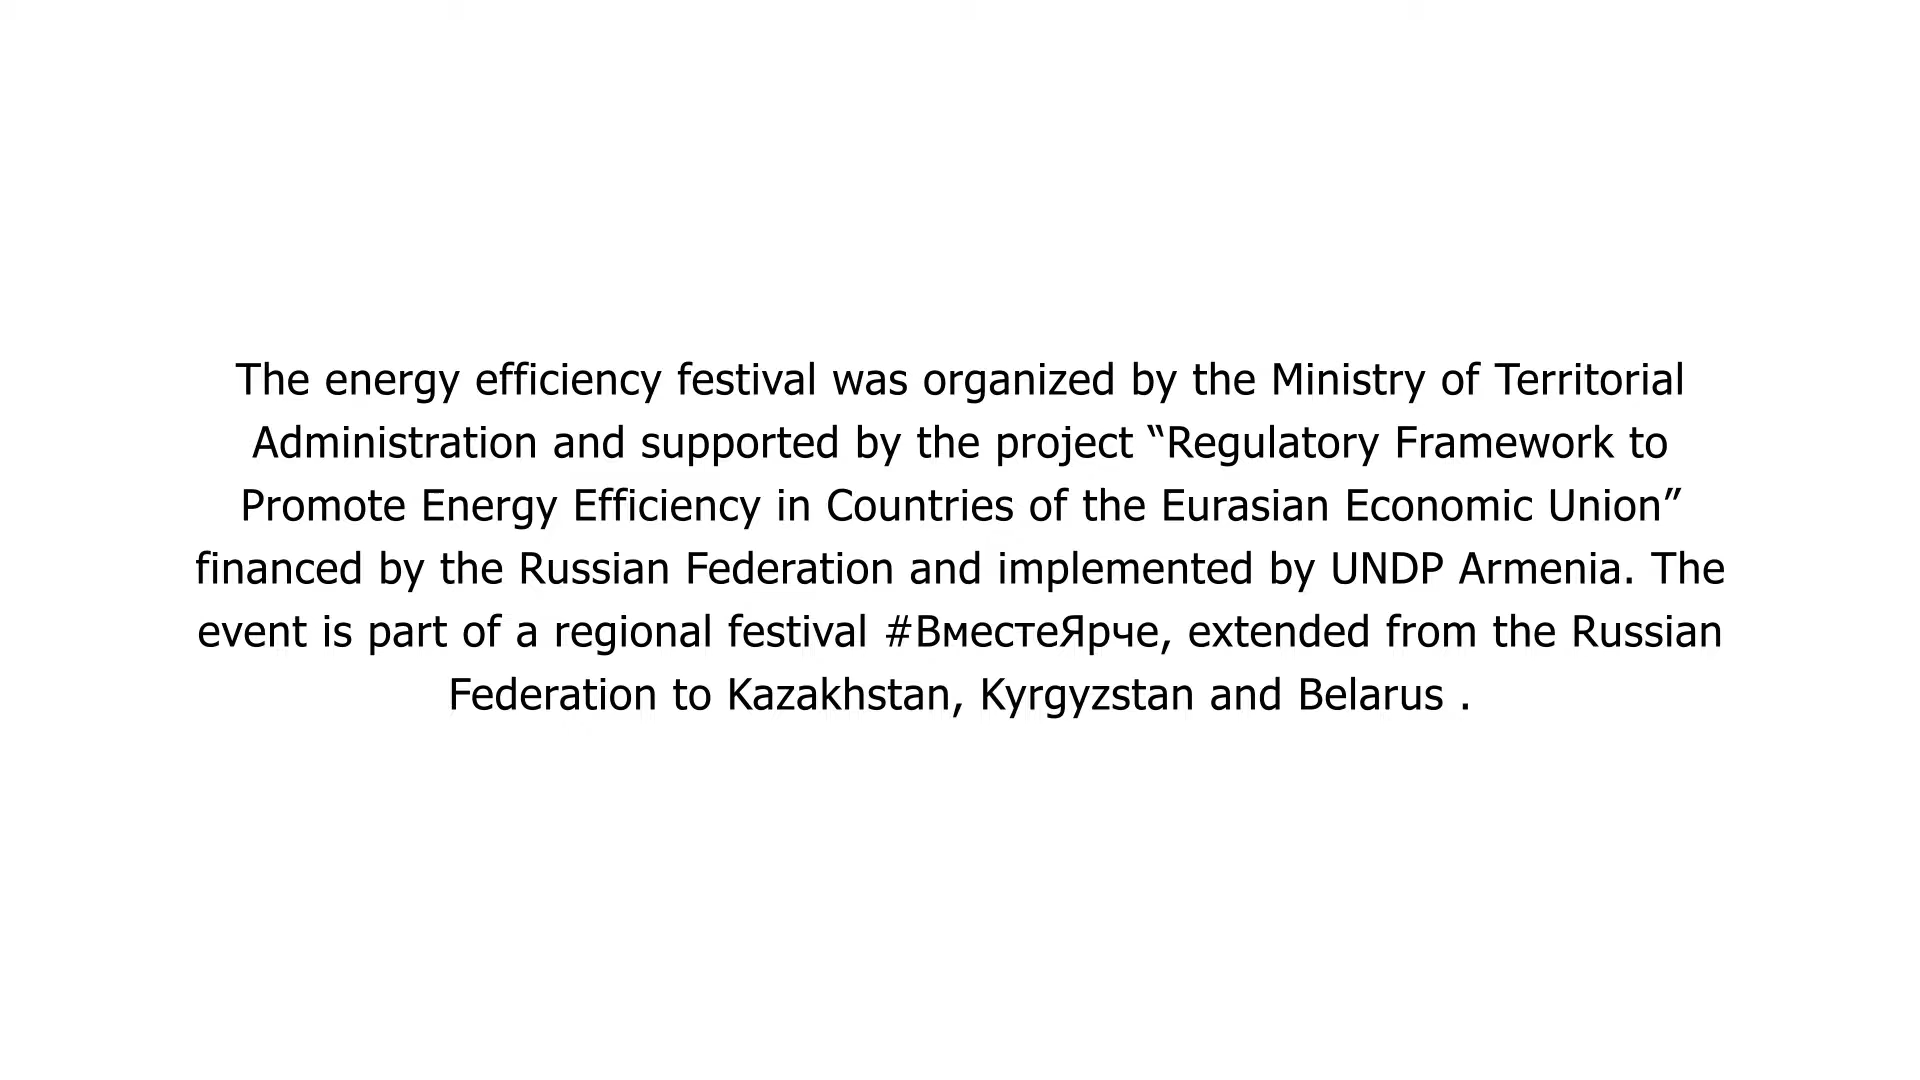 The energy efficiency festival was organized by the Ministry of Territorial
Administration and supported by the project “Regulatory Framework to
Promote Energy Efficiency in Countries of the Eurasian Economic Union”
financed by the Russian Federation and implemented by UNDP Armenia. The
event is part of a regional festival #ВместеЯрче, extended from the Russian
Federation to Kazakhstan, Kyrgyzstan and Belarus .